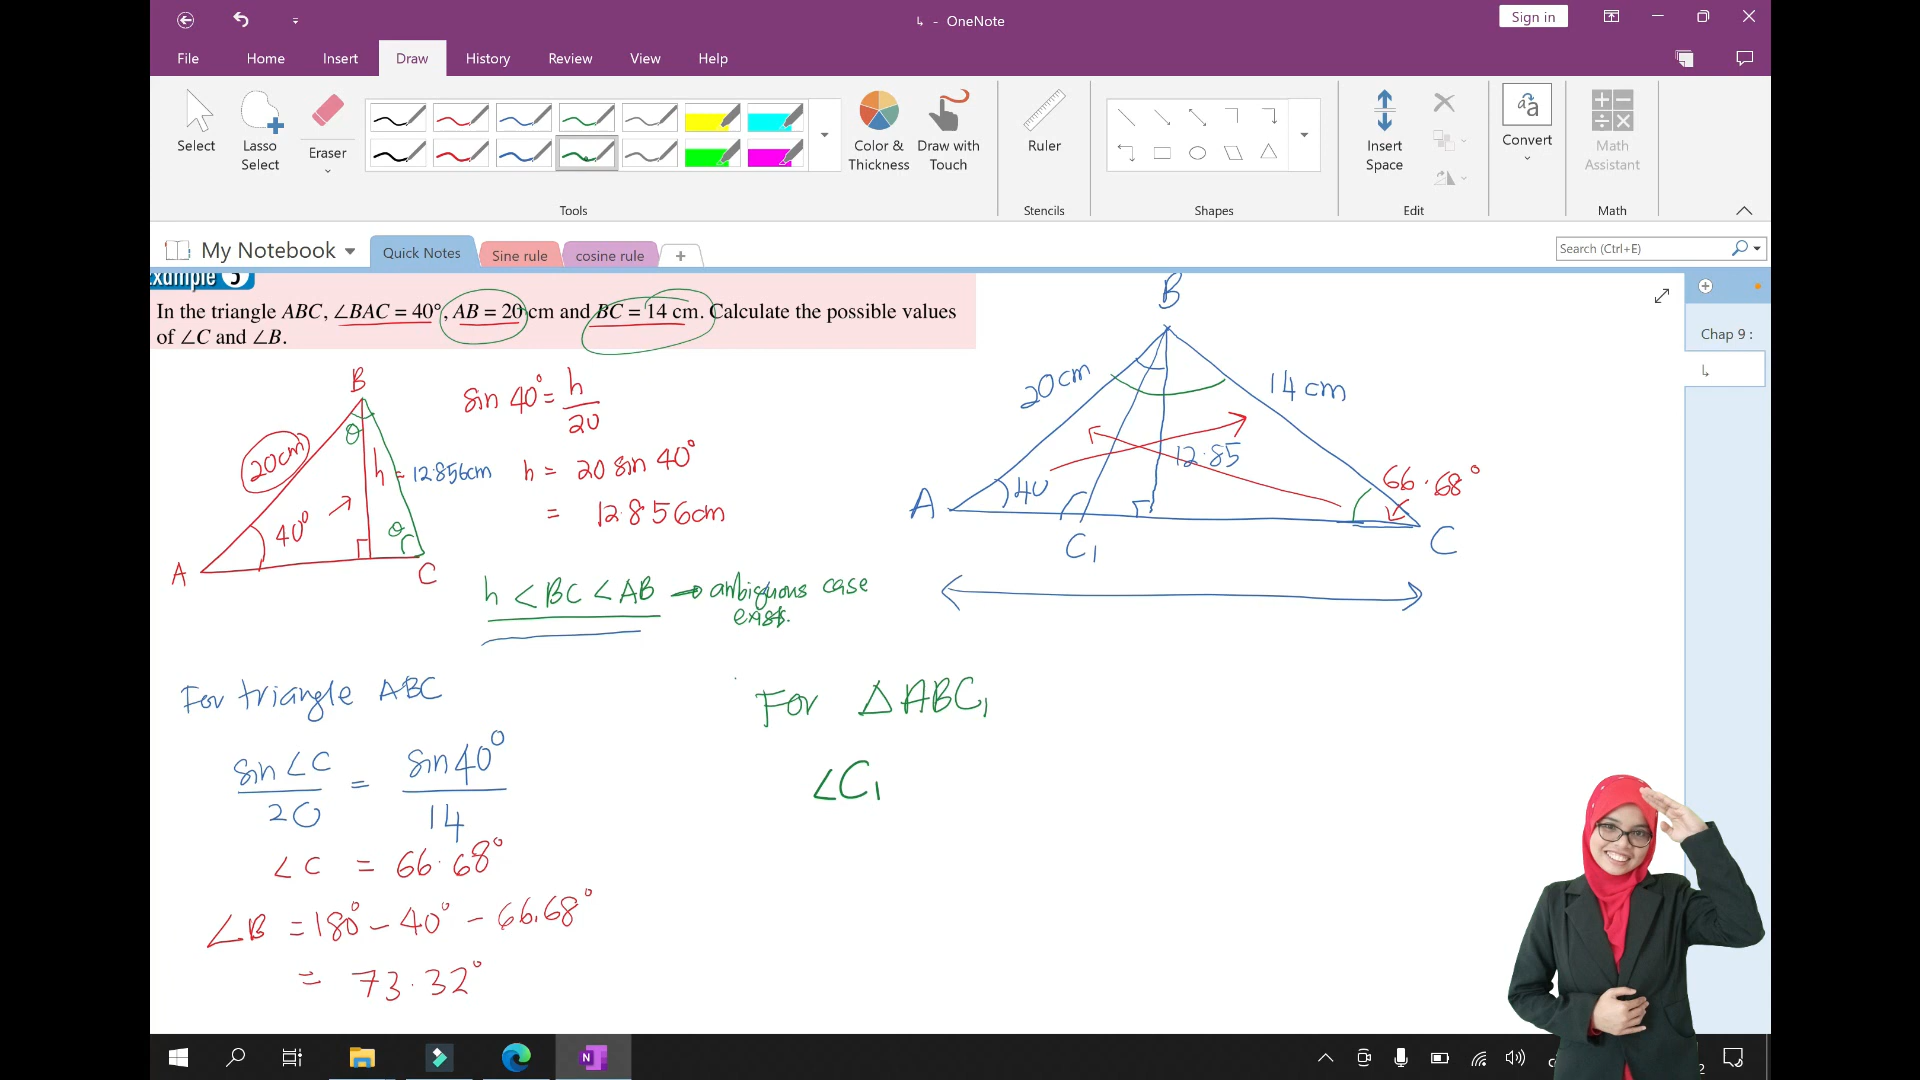 ↳ - OneNote
Sign in
File Home Insert Draw History Review View Help
Select
Lasso Select
Eraser
Color & Thickness
Draw with Touch
Ruler
Insert Space
Convert
Math Assistant
Tools Stencils Shapes Edit Math
My Notebook
Quick Notes
Sine rule
cosine rule
Search (Ctrl+E)
Example 5
In the triangle ABC, ∠BAC = 40°, AB = 20 cm and BC = 14 cm. Calculate the possible values
of ∠C and ∠B.
Chap 9 :
↳
B
θ
20cm
h = 12.856cm
40°
θ
A
C
sin 40° = h/20
h = 20 sin 40°
= 12.856cm
h < BC < AB → ambiguous case
exist.
B
20cm
14 cm
12.85
40
66.68°
A
C₁
C
For triangle ABC
sin∠C/20 = sin40°/14
∠C = 66.68°
∠B = 180° - 40° - 66.68°
= 73.32°
For △ABC₁
∠C₁